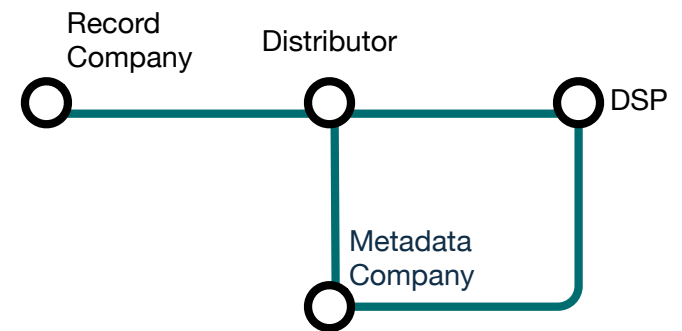 Record
Company
Distributor
DSP
Metadata
Company